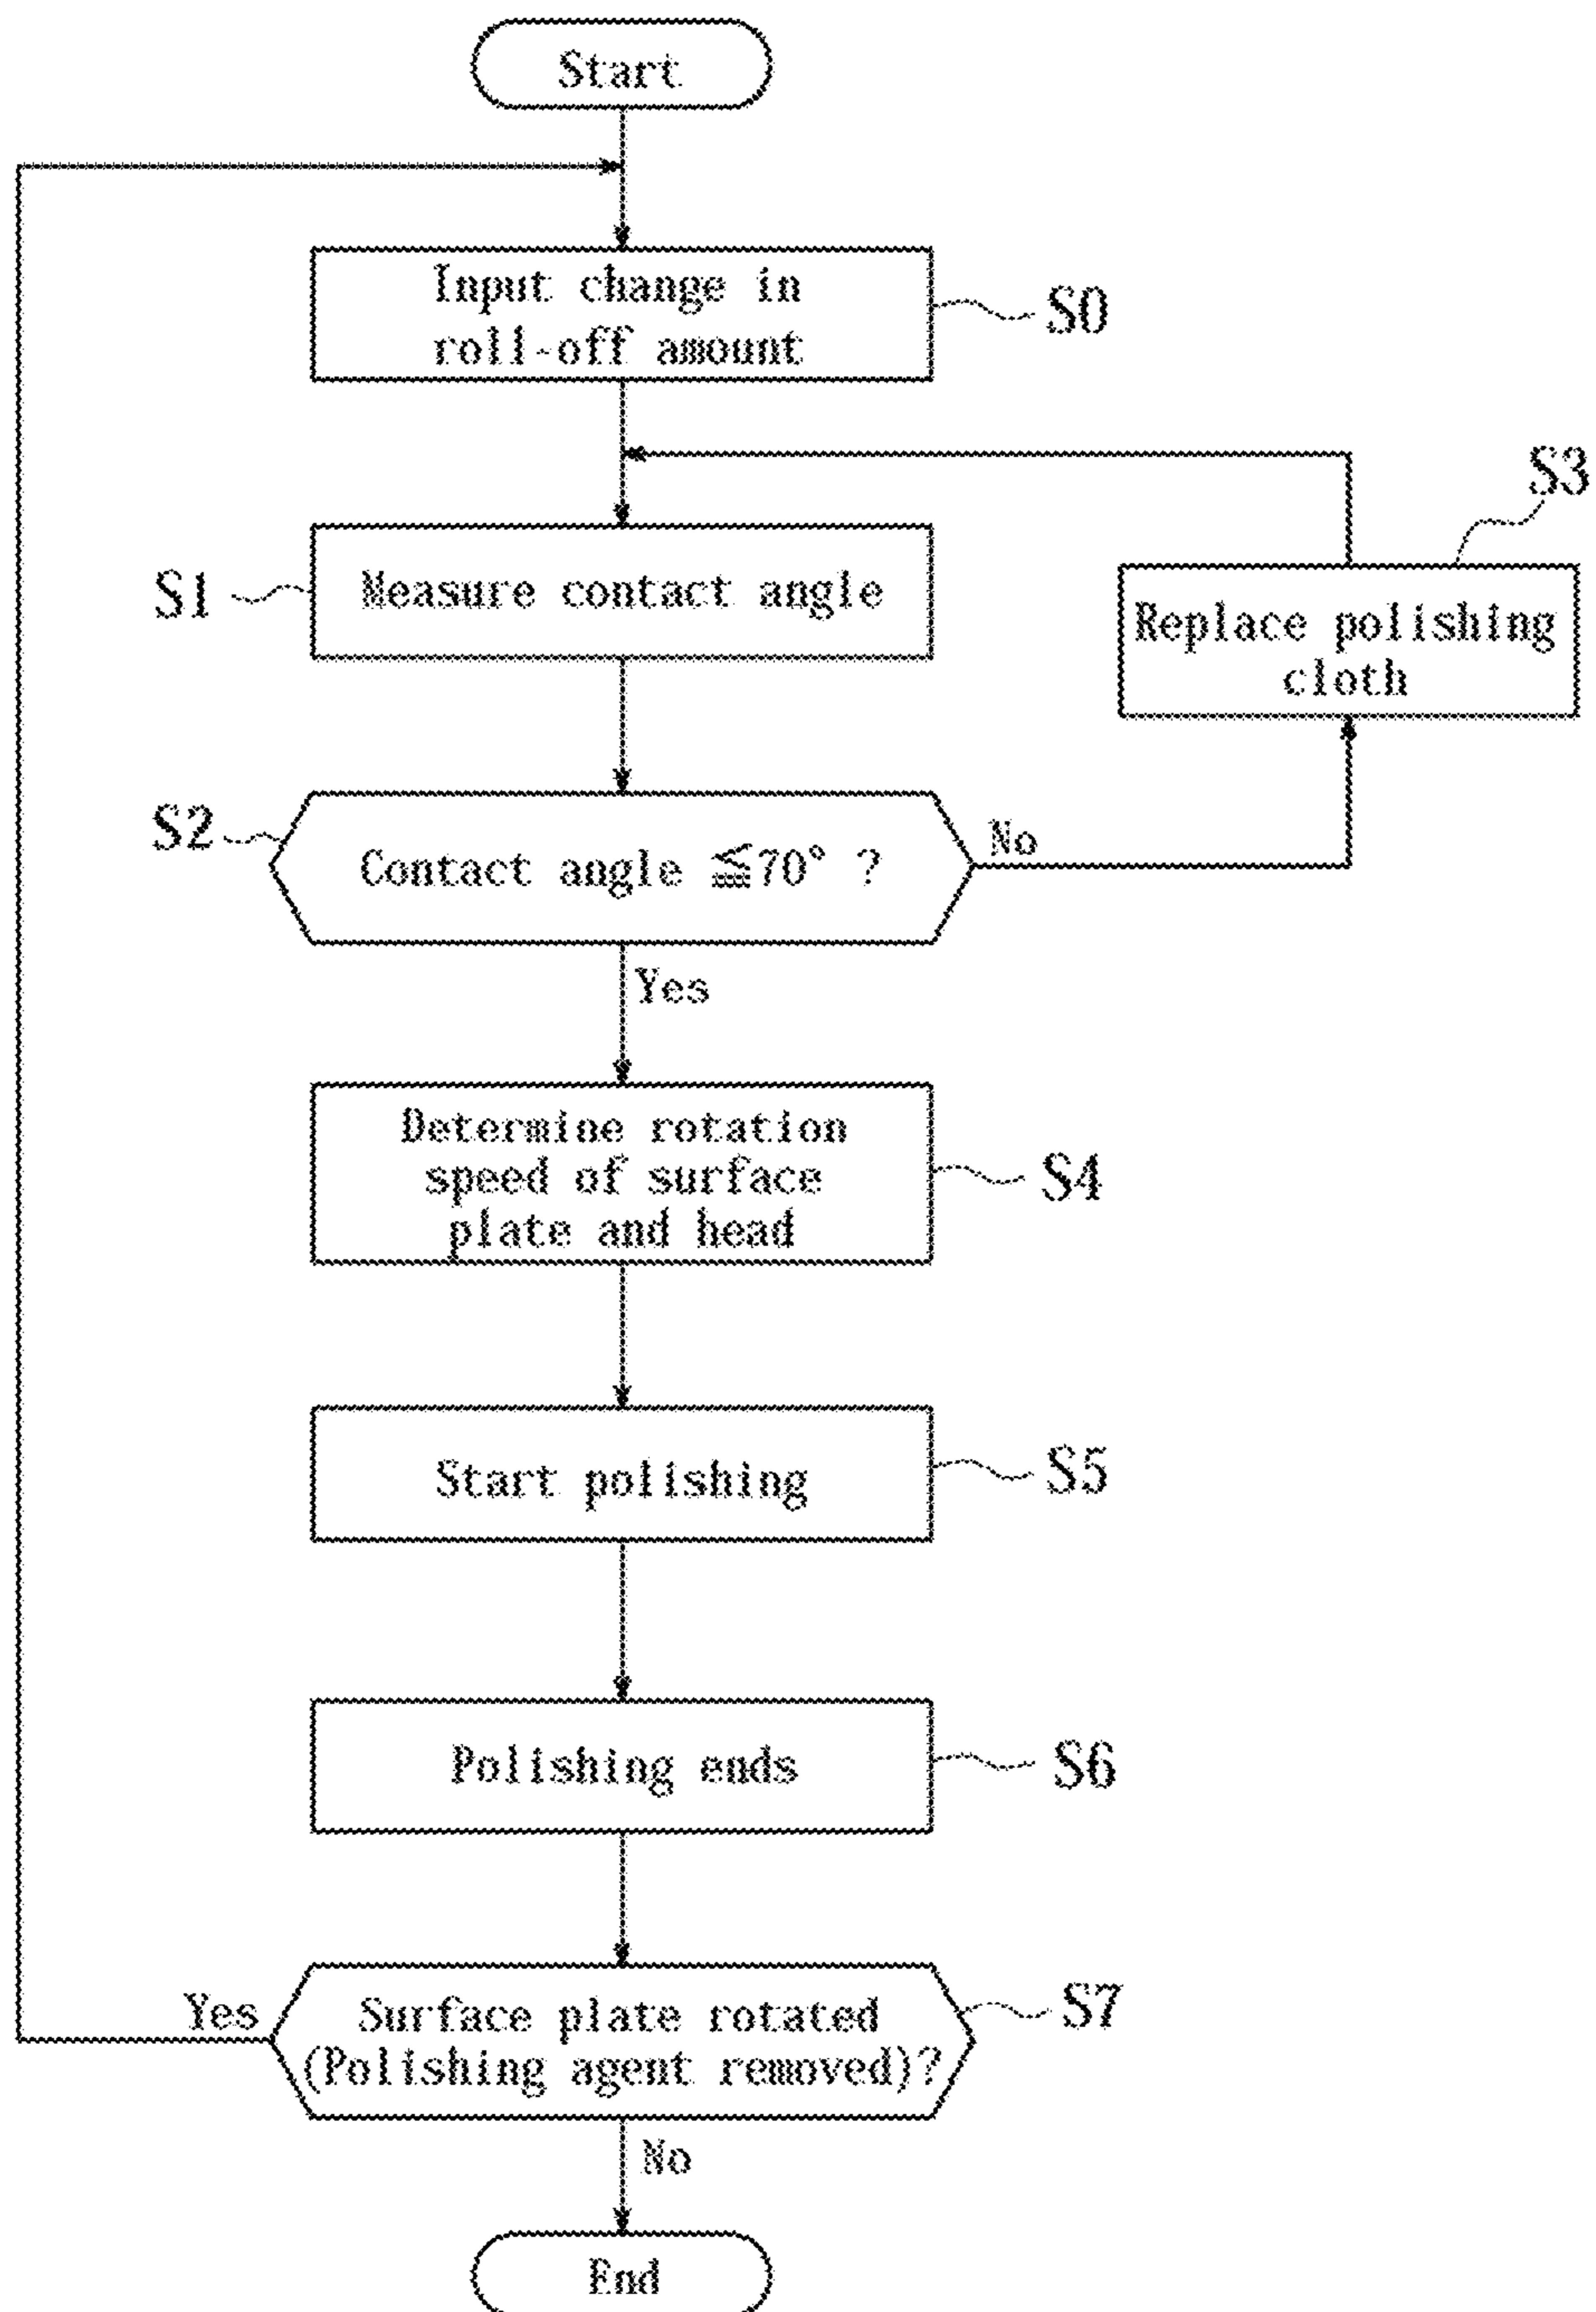 Start
Input change in
roll-off amount
S0
S3
S1
Measure contact angle
Replace polishing
cloth
S2
Contact angle ≦70° ?
No
Yes
Determine rotation
speed of surface
plate and head
S4
Start polishing
S5
Polishing ends
S6
Yes
Surface plate rotated
(Polishing agent removed)?
S7
No
End